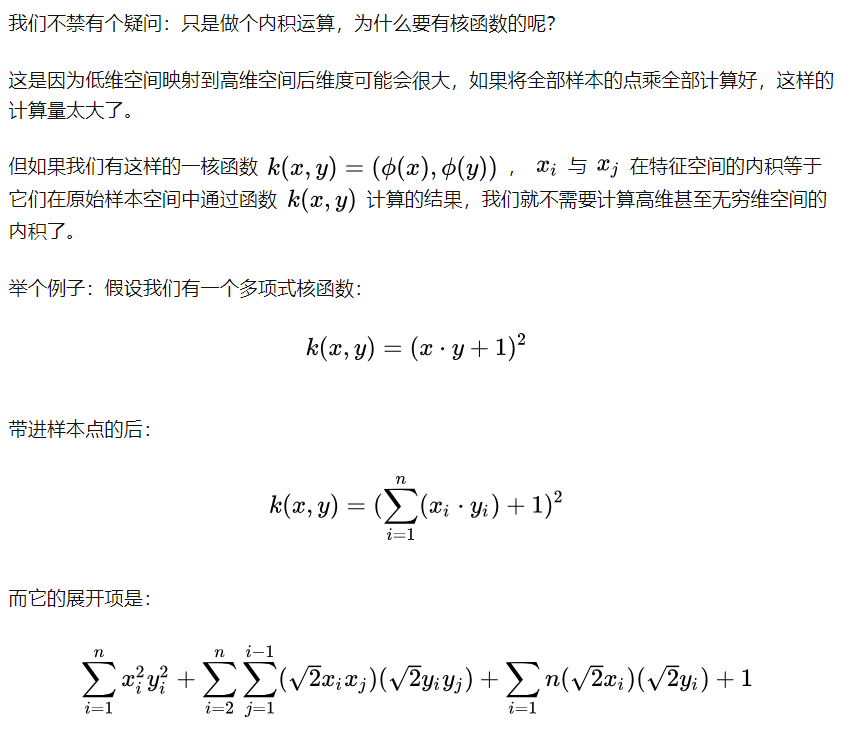 我们不禁有个疑问：只是做个内积运算，为什么要有核函数的呢？
这是因为低维空间映射到高维空间后维度可能会很大，如果将全部样本的点乘全部计算好，这样的
计算量太大了。
但如果我们有这样的一核函数 k(x, y) = (ϕ(x), ϕ(y)) ， x_i 与 x_j 在特征空间的内积等于
它们在原始样本空间中通过函数 k(x, y) 计算的结果，我们就不需要计算高维甚至无穷维空间的
内积了。
举个例子：假设我们有一个多项式核函数：
k(x, y) = (x · y + 1)^2
带进样本点的后：
k(x, y) = (\sum_{i=1}^{n} (x_i · y_i) + 1)^2
而它的展开项是：
\sum_{i=1}^{n} x_i^2 y_i^2 + \sum_{i=2}^{n} \sum_{j=1}^{i-1} (\sqrt{2}x_i x_j)(\sqrt{2}y_i y_j) + \sum_{i=1} n(\sqrt{2}x_i)(\sqrt{2}y_i) + 1